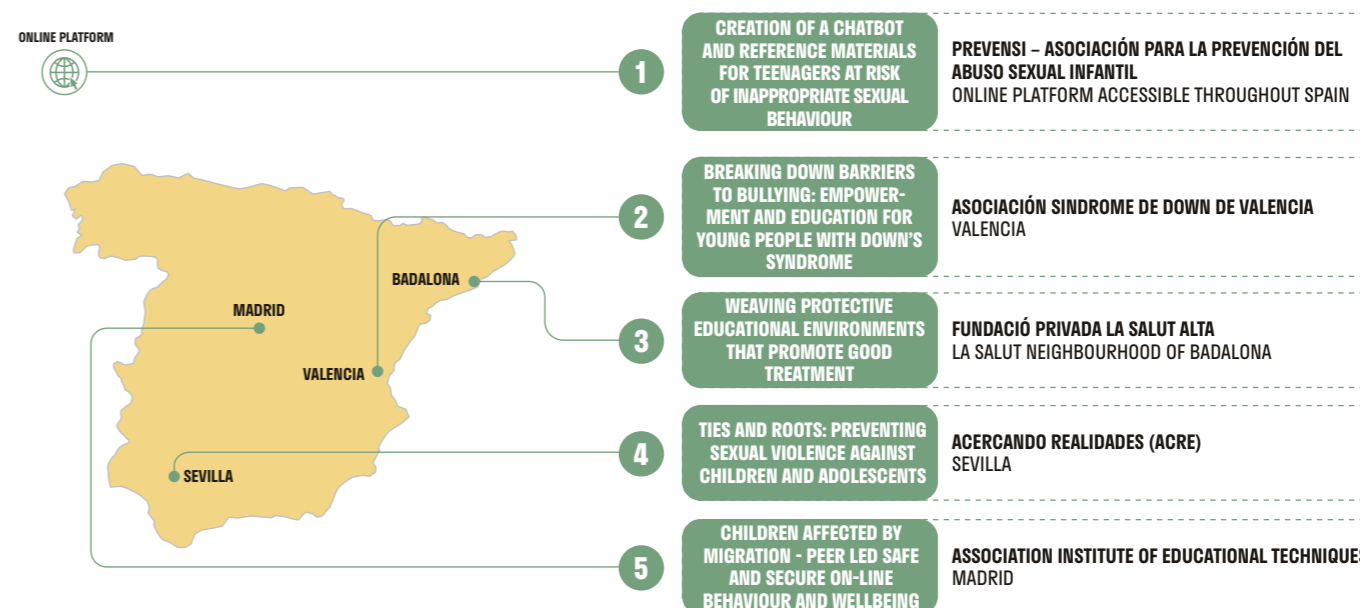 ONLINE PLATFORM
1
CREATION OF A CHATBOT
AND REFERENCE MATERIALS
FOR TEENAGERS AT RISK
OF INAPPROPRIATE SEXUAL
BEHAVIOUR
PREVENSI – ASOCIACIÓN PARA LA PREVENCIÓN DEL
ABUSO SEXUAL INFANTIL
ONLINE PLATFORM ACCESSIBLE THROUGHOUT SPAIN
2
BREAKING DOWN BARRIERS
TO BULLYING: EMPOWER-
MENT AND EDUCATION FOR
YOUNG PEOPLE WITH DOWN'S
SYNDROME
ASOCIACIÓN SINDROME DE DOWN DE VALENCIA
VALENCIA
BADALONA
MADRID
VALENCIA
SEVILLA
3
WEAVING PROTECTIVE
EDUCATIONAL ENVIRONMENTS
THAT PROMOTE GOOD
TREATMENT
FUNDACIÓ PRIVADA LA SALUT ALTA
LA SALUT NEIGHBOURHOOD OF BADALONA
4
TIES AND ROOTS: PREVENTING
SEXUAL VIOLENCE AGAINST
CHILDREN AND ADOLESCENTS
ACERCANDO REALIDADES (ACRE)
SEVILLA
5
CHILDREN AFFECTED BY
MIGRATION - PEER LED SAFE
AND SECURE ON-LINE
BEHAVIOUR AND WELLBEING
ASSOCIATION INSTITUTE OF EDUCATIONAL TECHNIQUES
MADRID